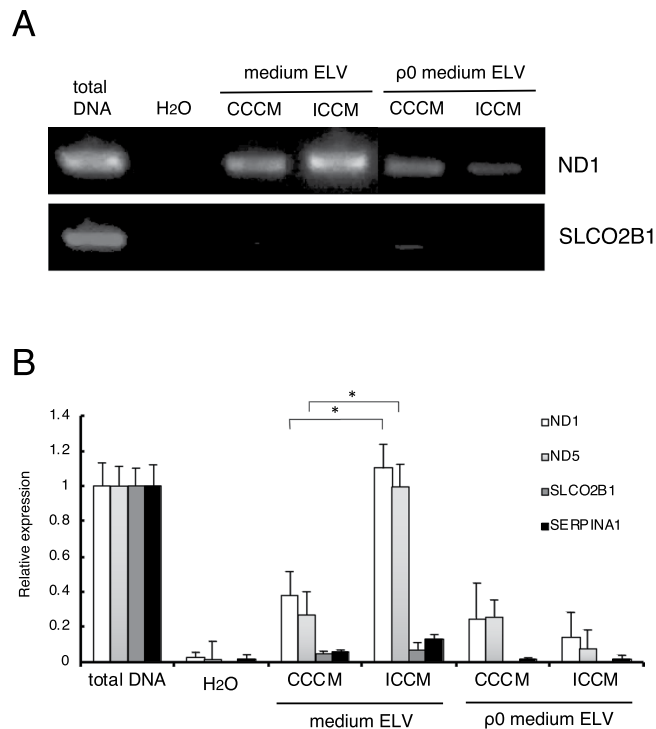 A
medium ELV
ρ0 medium ELV
total
DNA
H2O
CCCM
ICCM
CCCM
ICCM
ND1
SLCO2B1
B
*
*
1.4
1.2
1
0.8
0.6
0.4
0.2
0
Relative expression
ND1
ND5
SLCO2B1
SERPINA1
total DNA
H2O
CCCM
ICCM
CCCM
ICCM
medium ELV
ρ0 medium ELV